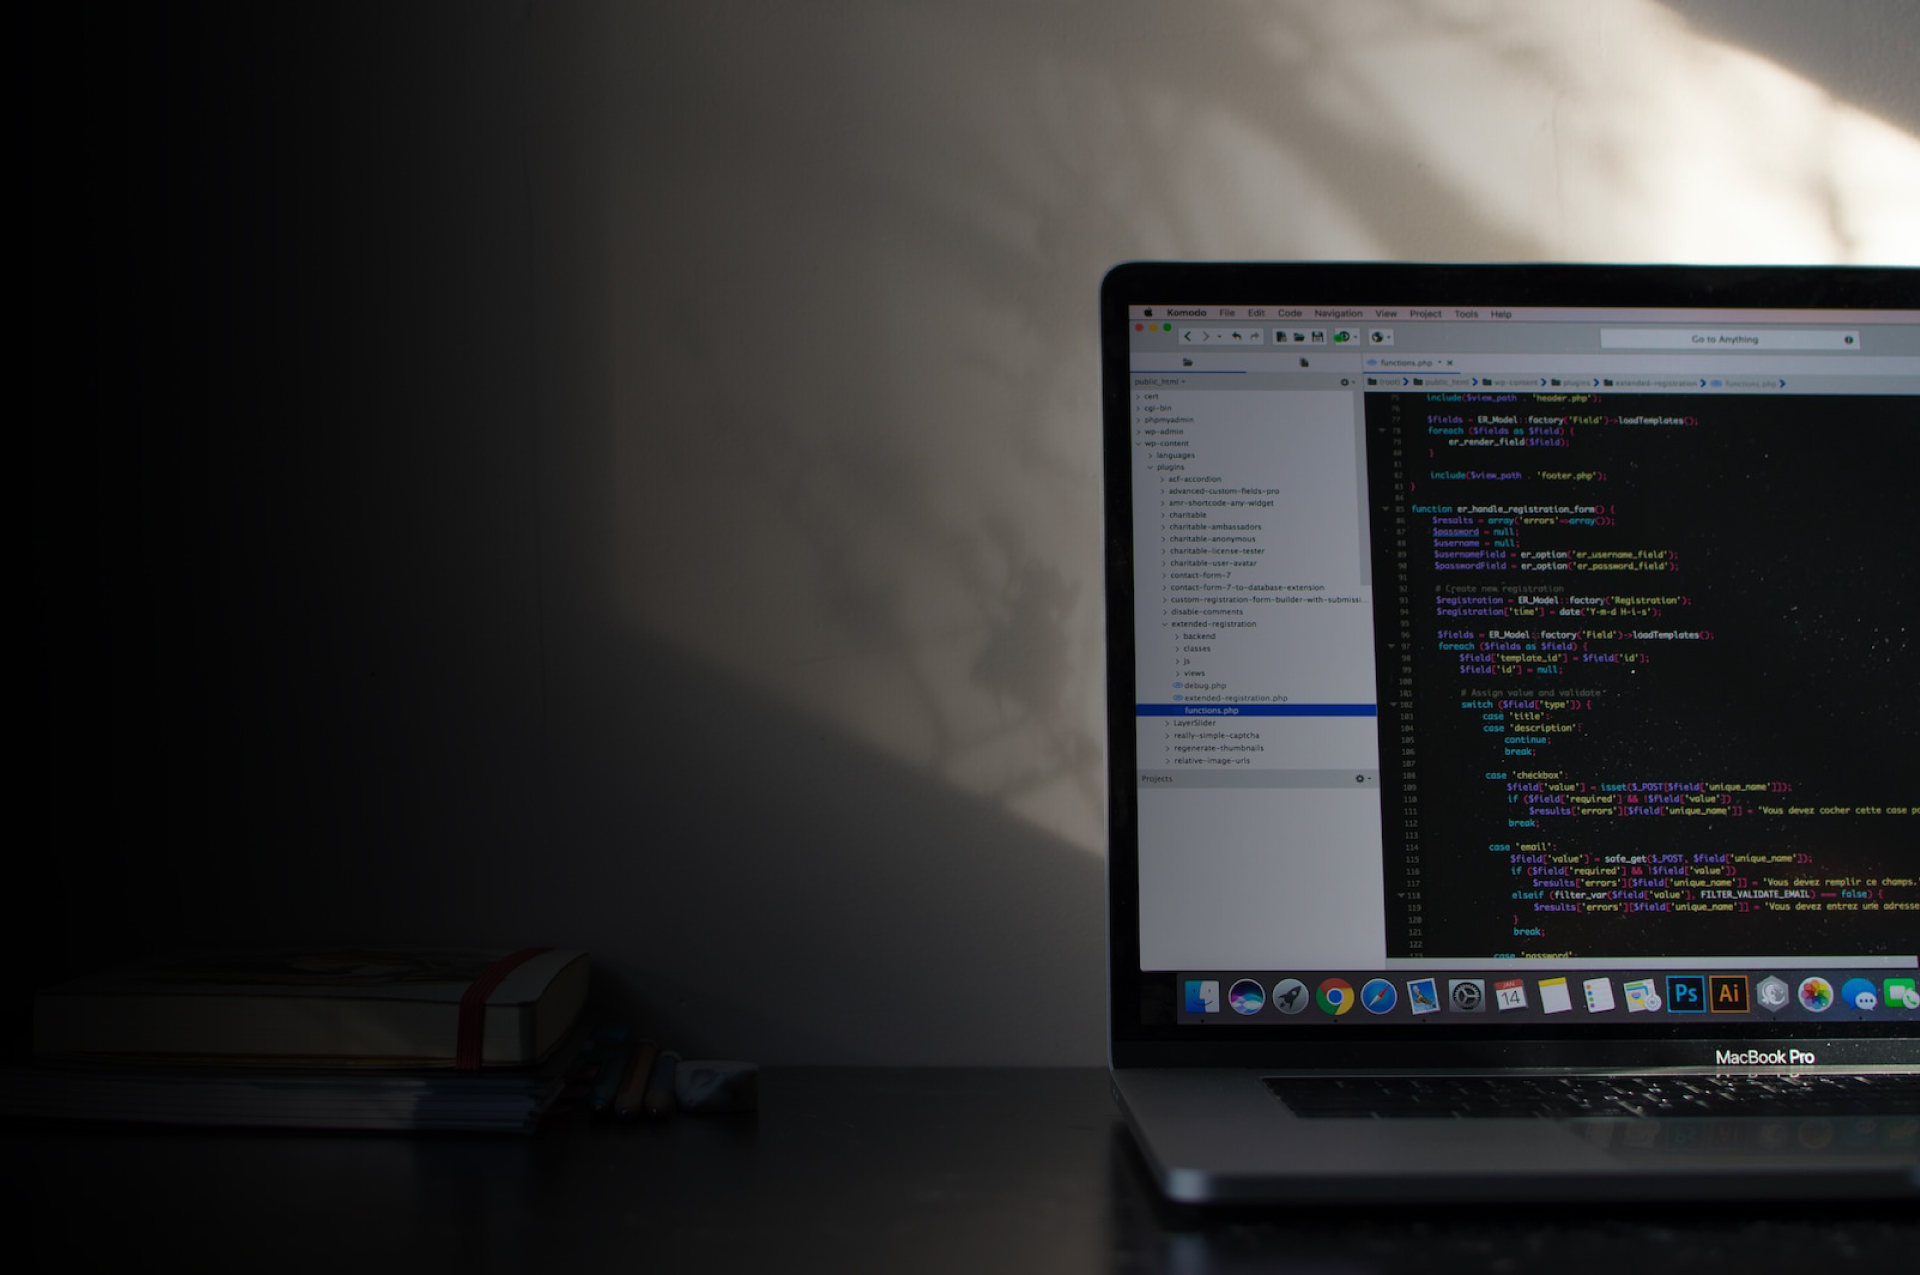 Komodo File Edit Code Navigation View Project Tools Help
Go to Anything
functions.php
public_html
(root) public_html wp-content plugins extended-registration functions.php
cert
cgi-bin
phpmyadmin
wp-admin
wp-content
languages
plugins
acf-accordion
advanced-custom-fields-pro
amr-shortcode-any-widget
charitable
charitable-ambassadors
charitable-anonymous
charitable-license-tester
charitable-user-avatar
contact-form-7
contact-form-7-to-database-extension
custom-registration-form-builder-with-submissi...
disable-comments
extended-registration
backend
classes
js
views
debug.php
extended-registration.php
functions.php
LayerSlider
really-simple-captcha
regenerate-thumbnails
relative-image-urls
Projects
75 include($view_path . 'header.php');
76
77 $fields = ER_Model::factory('Field')->loadTemplates();
78 foreach ($fields as $field) {
79 er_render_field($field);
80 }
81
82 include($view_path . 'footer.php');
83 }
84
85 function er_handle_registration_form() {
86 $results = array('errors'=>array());
87 $password = null;
88 $username = null;
89 $usernameField = er_option('er_username_field');
90 $passwordField = er_option('er_password_field');
91
92 # Create new registration
93 $registration = ER_Model::factory('Registration');
94 $registration['time'] = date('Y-m-d H-i-s');
95
96 $fields = ER_Model::factory('Field')->loadTemplates();
97 foreach ($fields as $field) {
98 $field['template_id'] = $field['id'];
99 $field['id'] = null;
100
101 # Assign value and validate
102 switch ($field['type']) {
103 case 'title':
104 case 'description':
105 continue;
106 break;
107
108 case 'checkbox':
109 $field['value'] = isset($_POST[$field['unique_name']]);
110 if ($field['required'] && !$field['value'])
111 $results['errors'][$field['unique_name']] = 'Vous devez cocher cette case po
112 break;
113
114 case 'email':
115 $field['value'] = safe_get($_POST, $field['unique_name']);
116 if ($field['required'] && !$field['value'])
117 $results['errors'][$field['unique_name']] = 'Vous devez remplir ce champs.'
118 elseif (filter_var($field['value'], FILTER_VALIDATE_EMAIL) === false) {
119 $results['errors'][$field['unique_name']] = 'Vous devez entrez une adresse
120 }
121 break;
122
123 case 'password':
JAN
14
Ps
Ai
MacBook Pro